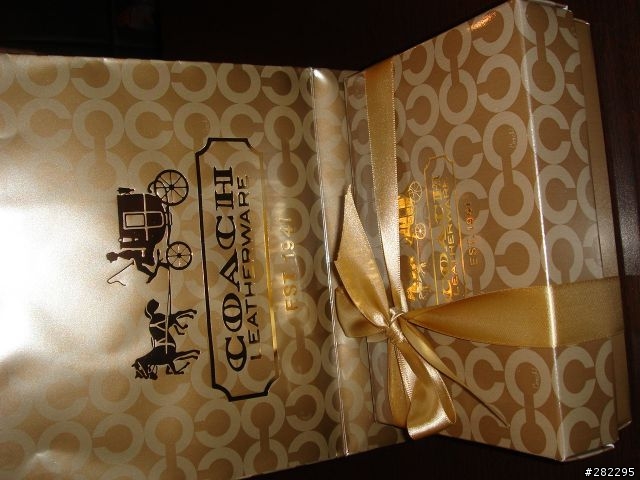 COACH
LEATHERWARE
EST. 1941
COACH
LEATHERWARE
EST. 1941
#282295